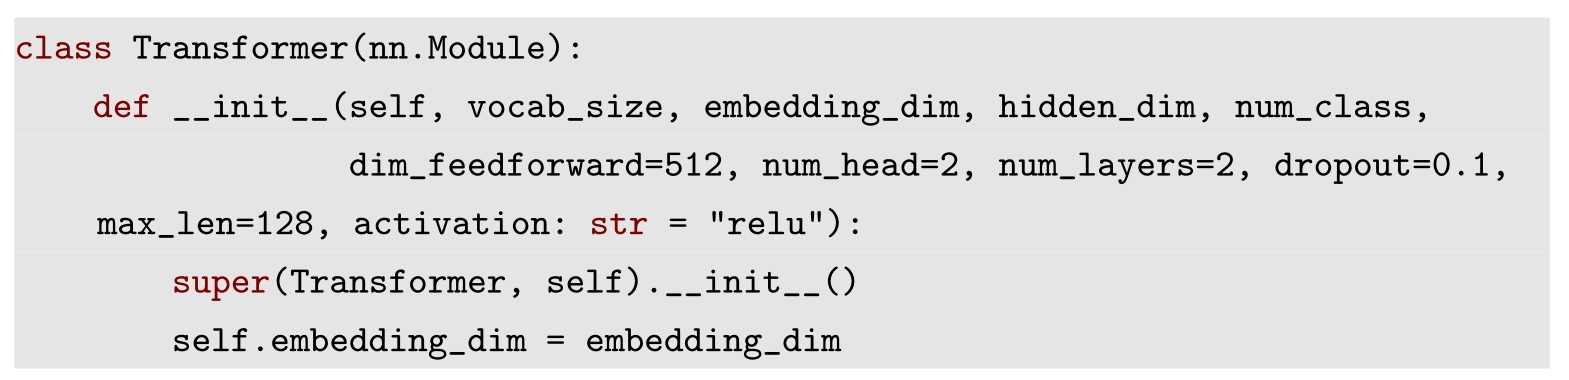 class Transformer(nn.Module):
    def __init__(self, vocab_size, embedding_dim, hidden_dim, num_class,
                 dim_feedforward=512, num_head=2, num_layers=2, dropout=0.1,
    max_len=128, activation: str = "relu"):
        super(Transformer, self).__init__()
        self.embedding_dim = embedding_dim